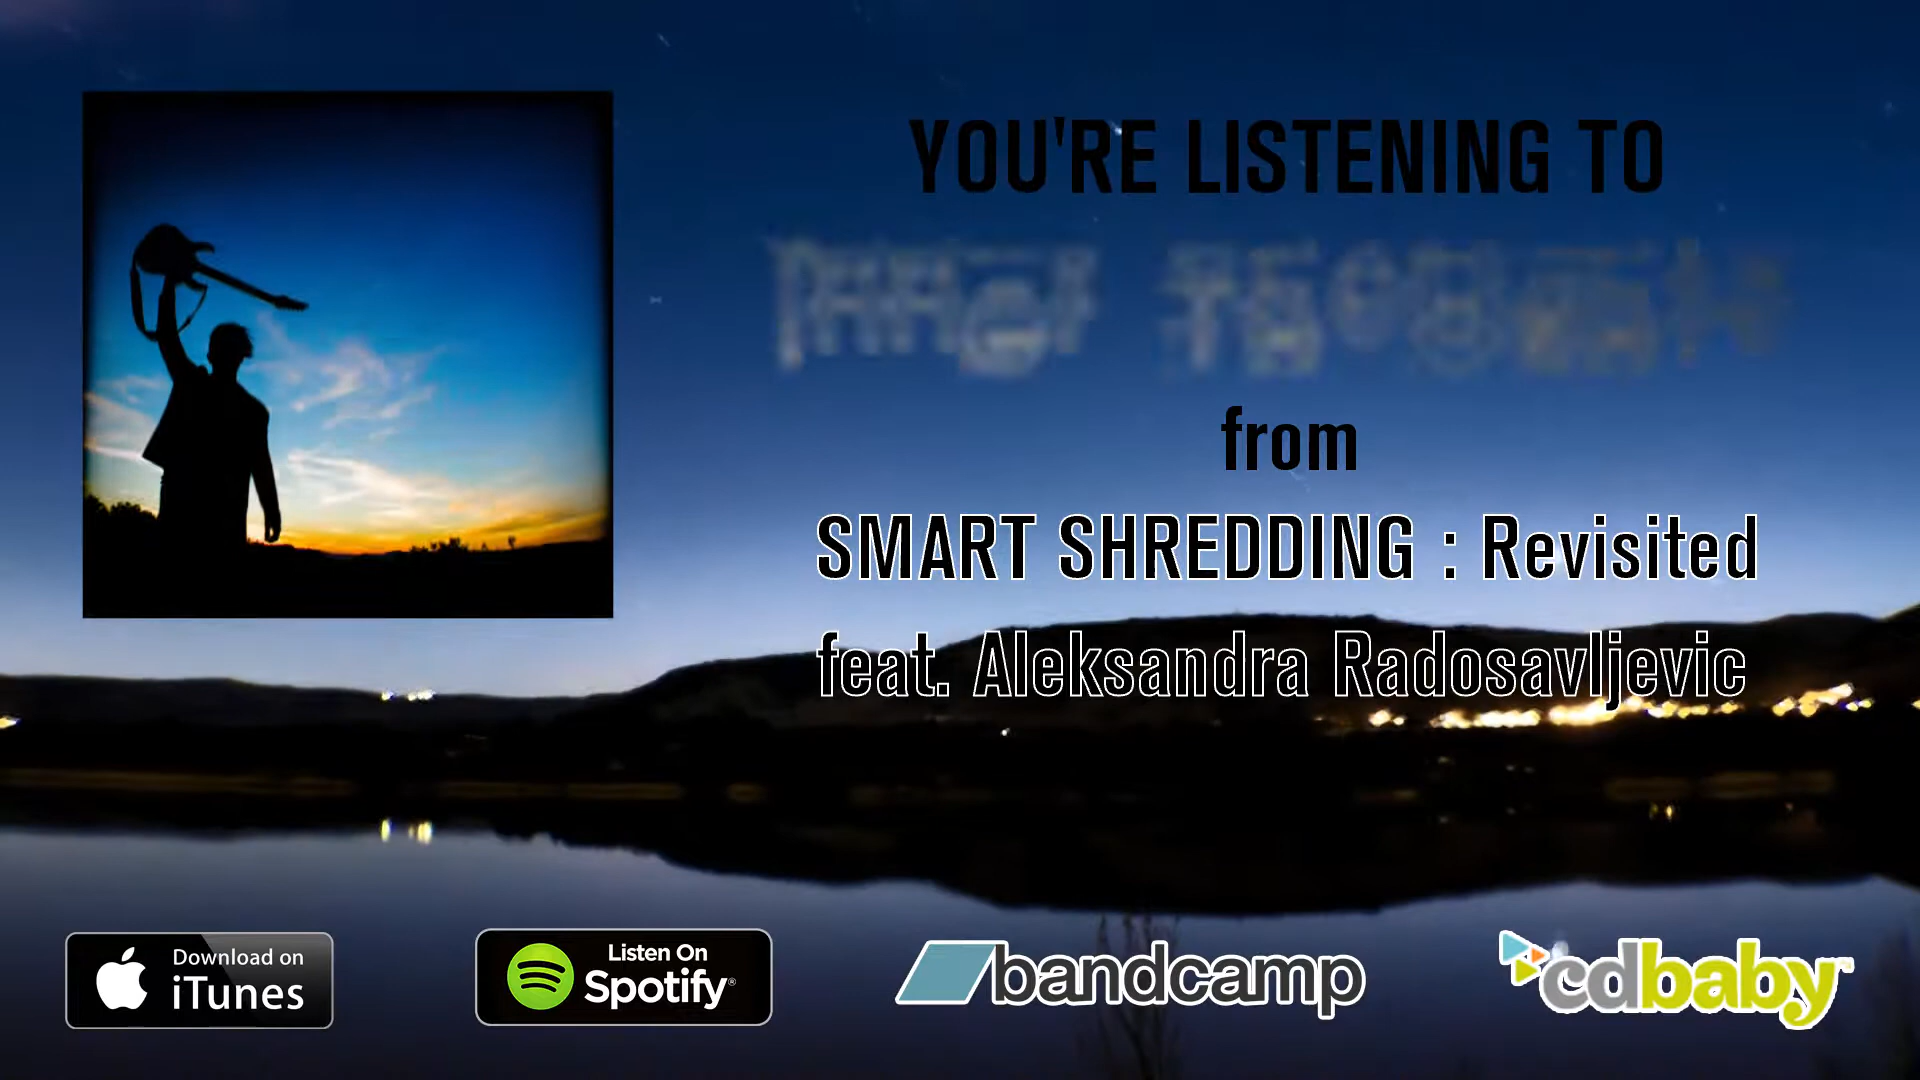 YOU'RE LISTENING TO
from
SMART SHREDDING : Revisited
feat. Aleksandra Radosavljevic
Download on
iTunes
Listen On
Spotify®
bandcamp
cdbaby